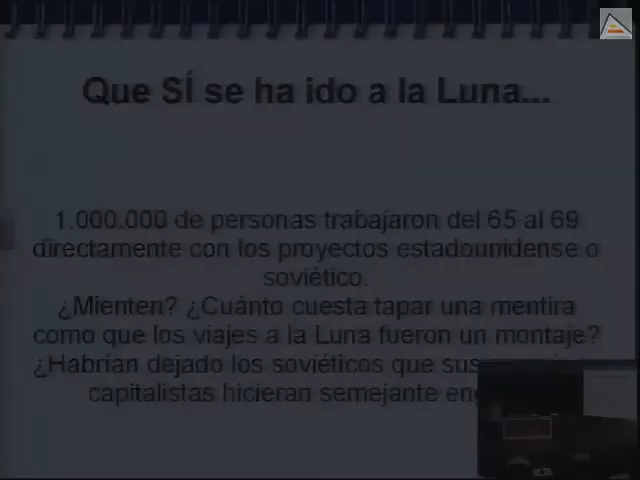 Que SÍ se ha ido a la Luna...
1.000.000 de personas trabajaron del 65 al 69
directamente con los proyectos estadounidense o
soviético.
¿Mienten? ¿Cuánto cuesta tapar una mentira
como que los viajes a la Luna fueron un montaje?
¿Habrían dejado los soviéticos que sus
capitalistas hicieran semejante